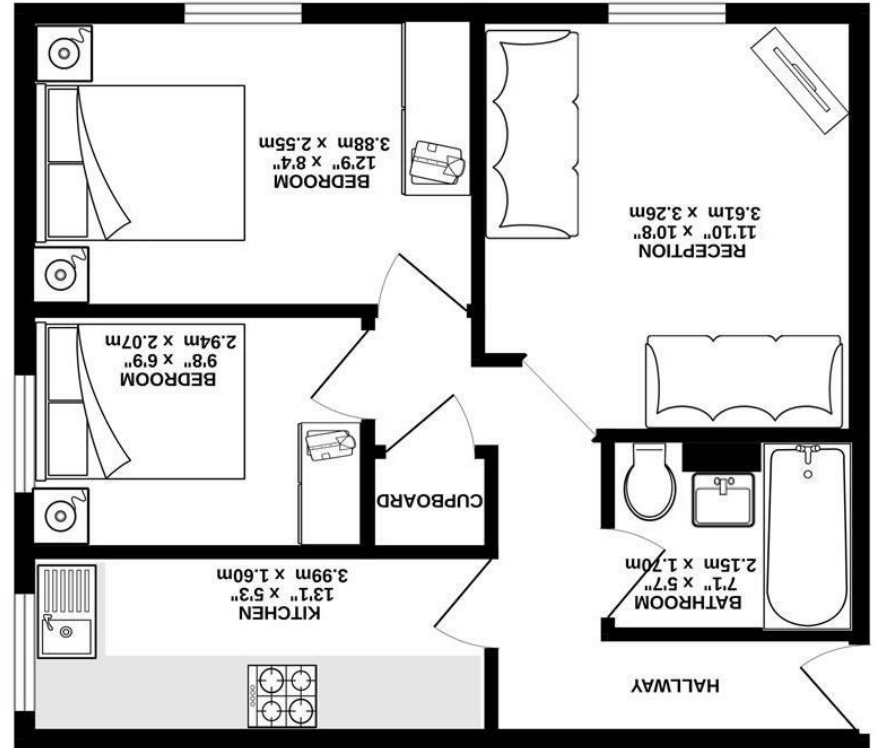 HALLWAY
KITCHEN
13'1" x 5'3"
3.99m x 1.60m
BATHROOM
7'1" x 5'7"
2.15m x 1.70m
CUPBOARD
BEDROOM
9'8" x 6'9"
2.94m x 2.07m
RECEPTION
11'10" x 10'8"
3.61m x 3.26m
BEDROOM
12'9" x 8'4"
3.88m x 2.55m